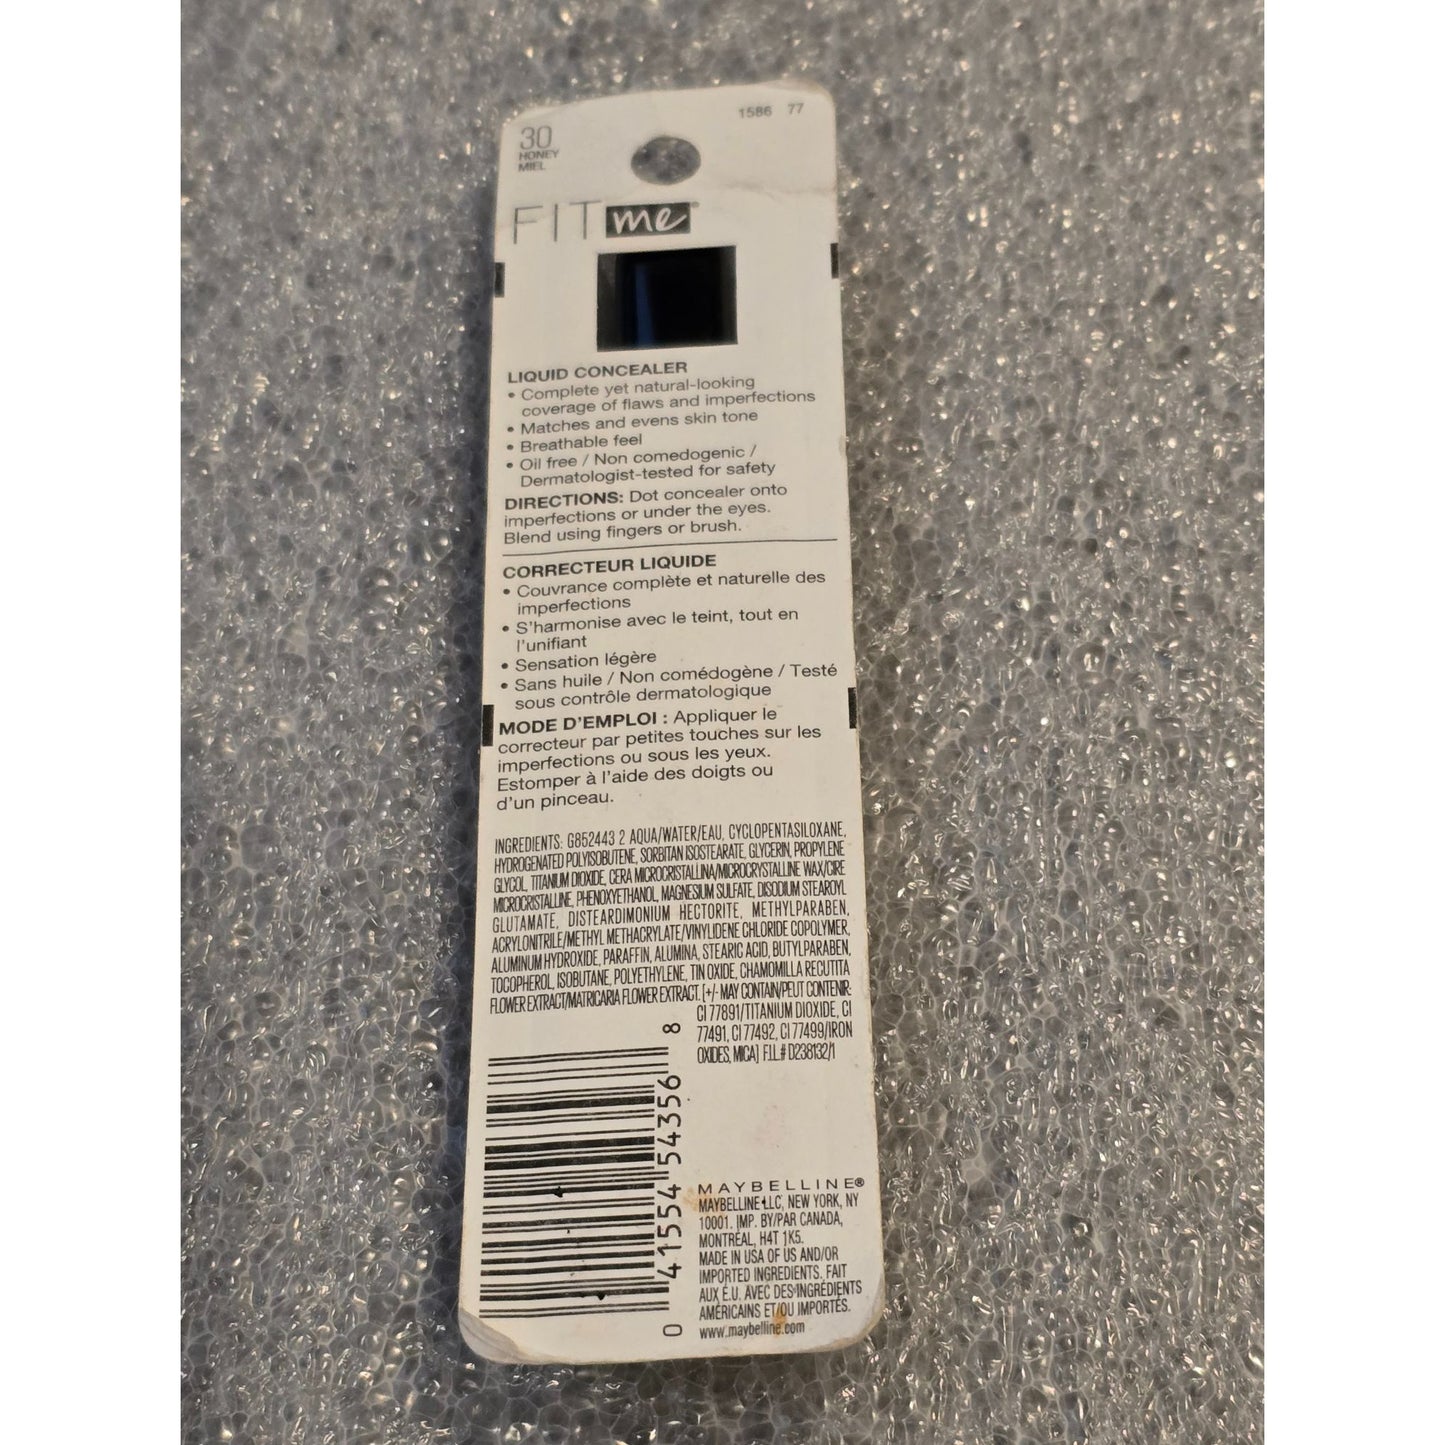 1586 77
30
HONEY
MIEL
FIT me®
LIQUID CONCEALER
• Complete yet natural-looking
coverage of flaws and imperfections
• Matches and evens skin tone
• Breathable feel
• Oil free / Non comedogenic /
Dermatologist-tested for safety
DIRECTIONS: Dot concealer onto
imperfections or under the eyes.
Blend using fingers or brush.
CORRECTEUR LIQUIDE
• Couvrance complète et naturelle des
imperfections
• S'harmonise avec le teint, tout en
l'unifiant
• Sensation légère
• Sans huile / Non comédogène / Testé
sous contrôle dermatologique
MODE D'EMPLOI : Appliquer le
correcteur par petites touches sur les
imperfections ou sous les yeux.
Estomper à l'aide des doigts ou
d'un pinceau.
INGREDIENTS: G852443 2 AQUA/WATER/EAU, CYCLOPENTASILOXANE,
HYDROGENATED POLYISOBUTENE, SORBITAN ISOSTEARATE, GLYCERIN, PROPYLENE
GLYCOL, TITANIUM DIOXIDE, CERA MICROCRISTALLINA/MICROCRYSTALLINE WAX/CIRE
MICROCRISTALLINE, PHENOXYETHANOL, MAGNESIUM SULFATE, DISODIUM STEAROYL
GLUTAMATE, DISTEARDIMONIUM HECTORITE, METHYLPARABEN,
ACRYLONITRILE/METHYL METHACRYLATE/VINYLIDENE CHLORIDE COPOLYMER,
ALUMINUM HYDROXIDE, PARAFFIN, ALUMINA, STEARIC ACID, BUTYLPARABEN,
TOCOPHEROL, ISOBUTANE, POLYETHYLENE, TIN OXIDE, CHAMOMILLA RECUTITA
FLOWER EXTRACT/MATRICARIA FLOWER EXTRACT. [+/- MAY CONTAIN/PEUT CONTENIR:
CI 77891/TITANIUM DIOXIDE, CI
77491, CI 77492, CI 77499/IRON
OXIDES, MICA] F.I.L.# D238132/1
0 41554 54356 8
MAYBELLINE®
MAYBELLINE LLC, NEW YORK, NY
10001. IMP. BY/PAR CANADA,
MONTRÉAL, H4T 1K5.
MADE IN USA OF US AND/OR
IMPORTED INGREDIENTS. FAIT
AUX É.U. AVEC DES INGRÉDIENTS
AMÉRICAINS ET/OU IMPORTÉS.
www.maybelline.com